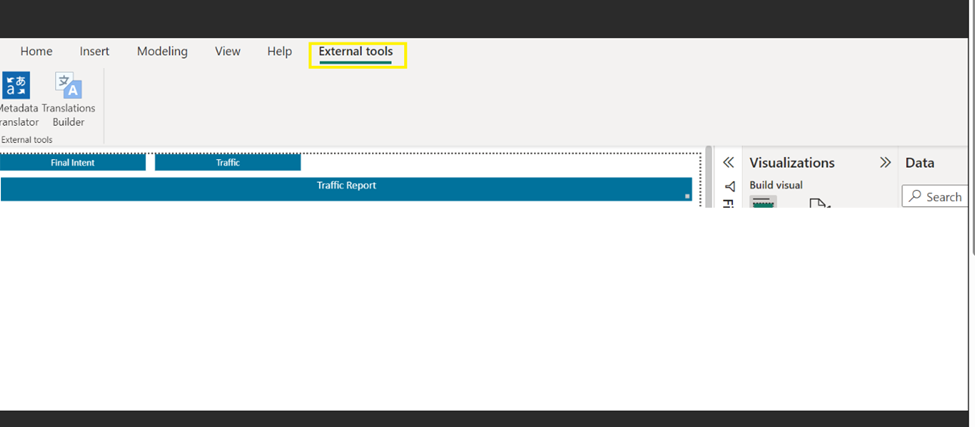 Home Insert Modeling View Help External tools
Metadata Translations
Translator Builder
External tools
Final Intent Traffic
Traffic Report
Visualizations Data
Build visual
Search